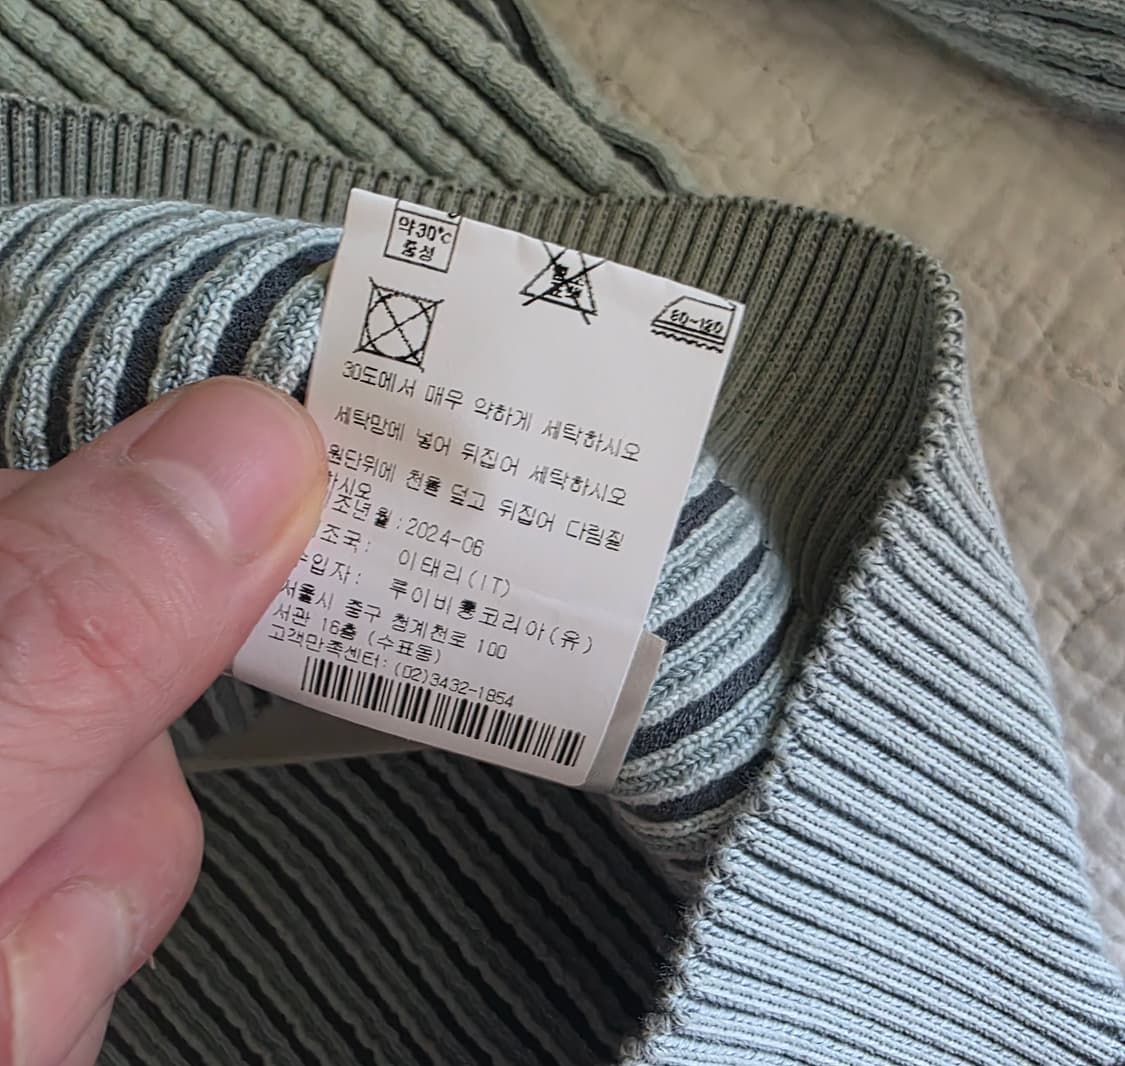 약30℃
중성
80~120
30도에서 매우 약하게 세탁하시오
세탁망에 넣어 뒤집어 세탁하시오
원단위에 천을 덮고 뒤집어 다림질
하시오
조년월:2024-06
조국: 이태리(IT)
수입자: 루이비통코리아(유)
서울시 중구 청계천로 100
서관 16층 (수표동)
고객만족센터:(02)3432-1854